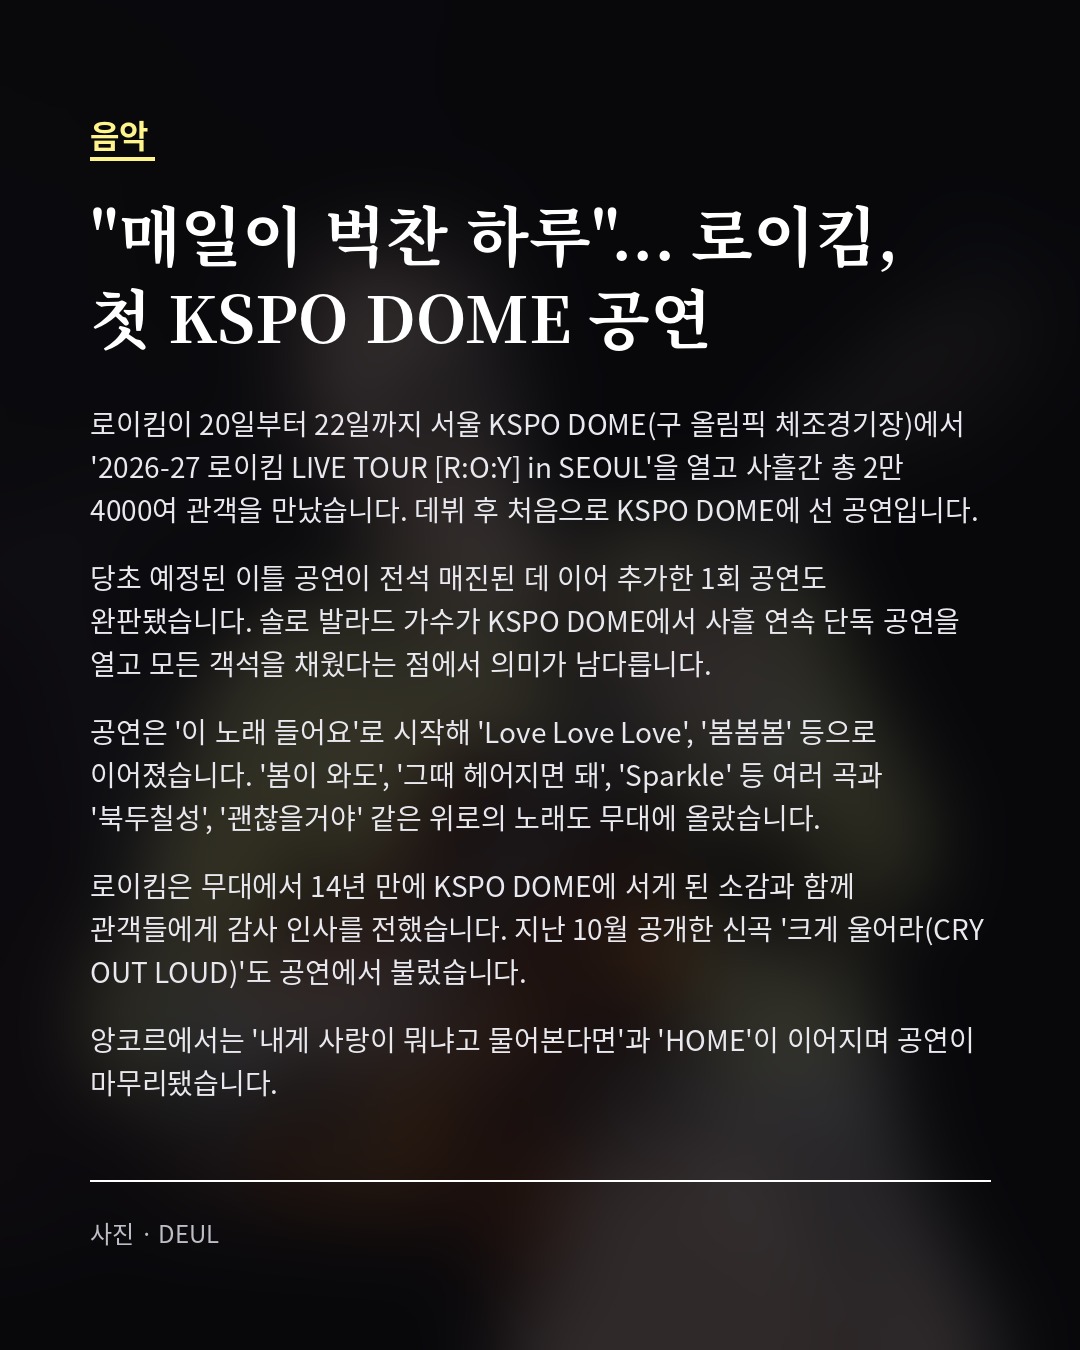 음악
"매일이 벅찬 하루"... 로이킴,
첫 KSPO DOME 공연
로이킴이 20일부터 22일까지 서울 KSPO DOME(구 올림픽 체조경기장)에서
'2026-27 로이킴 LIVE TOUR [R:O:Y] in SEOUL'을 열고 사흘간 총 2만
4000여 관객을 만났습니다. 데뷔 후 처음으로 KSPO DOME에 선 공연입니다.
당초 예정된 이틀 공연이 전석 매진된 데 이어 추가한 1회 공연도
완판됐습니다. 솔로 발라드 가수가 KSPO DOME에서 사흘 연속 단독 공연을
열고 모든 객석을 채웠다는 점에서 의미가 남다릅니다.
공연은 '이 노래 들어요'로 시작해 'Love Love Love', '봄봄봄' 등으로
이어졌습니다. '봄이 와도', '그때 헤어지면 돼', 'Sparkle' 등 여러 곡과
'북두칠성', '괜찮을거야' 같은 위로의 노래도 무대에 올랐습니다.
로이킴은 무대에서 14년 만에 KSPO DOME에 서게 된 소감과 함께
관객들에게 감사 인사를 전했습니다. 지난 10월 공개한 신곡 '크게 울어라(CRY
OUT LOUD)'도 공연에서 불렀습니다.
앙코르에서는 '내게 사랑이 뭐냐고 물어본다면'과 'HOME'이 이어지며 공연이
마무리됐습니다.
사진 · DEUL